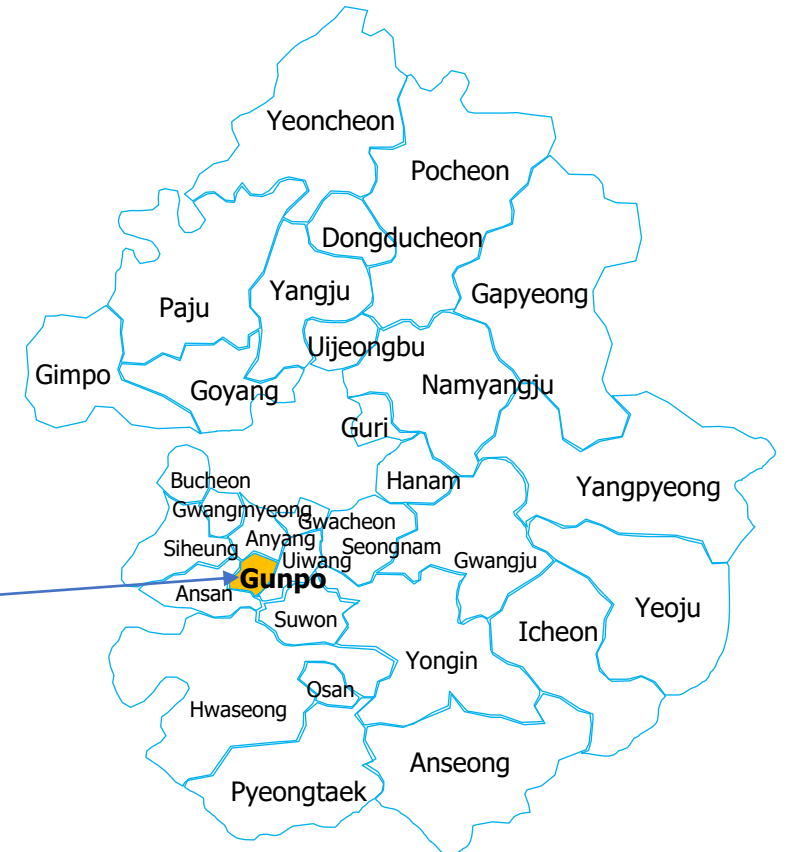 Yeoncheon
Pocheon
Dongducheon
Yangju
Gapyeong
Paju
Uijeongbu
Gimpo
Goyang
Namyangju
Guri
Bucheon
Hanam
Yangpyeong
Gwangmyeong
Gwacheon
Anyang
Siheung
Seongnam
Uiwang
Gwangju
Gunpo
Ansan
Yeoju
Suwon
Icheon
Yongin
Osan
Hwaseong
Anseong
Pyeongtaek